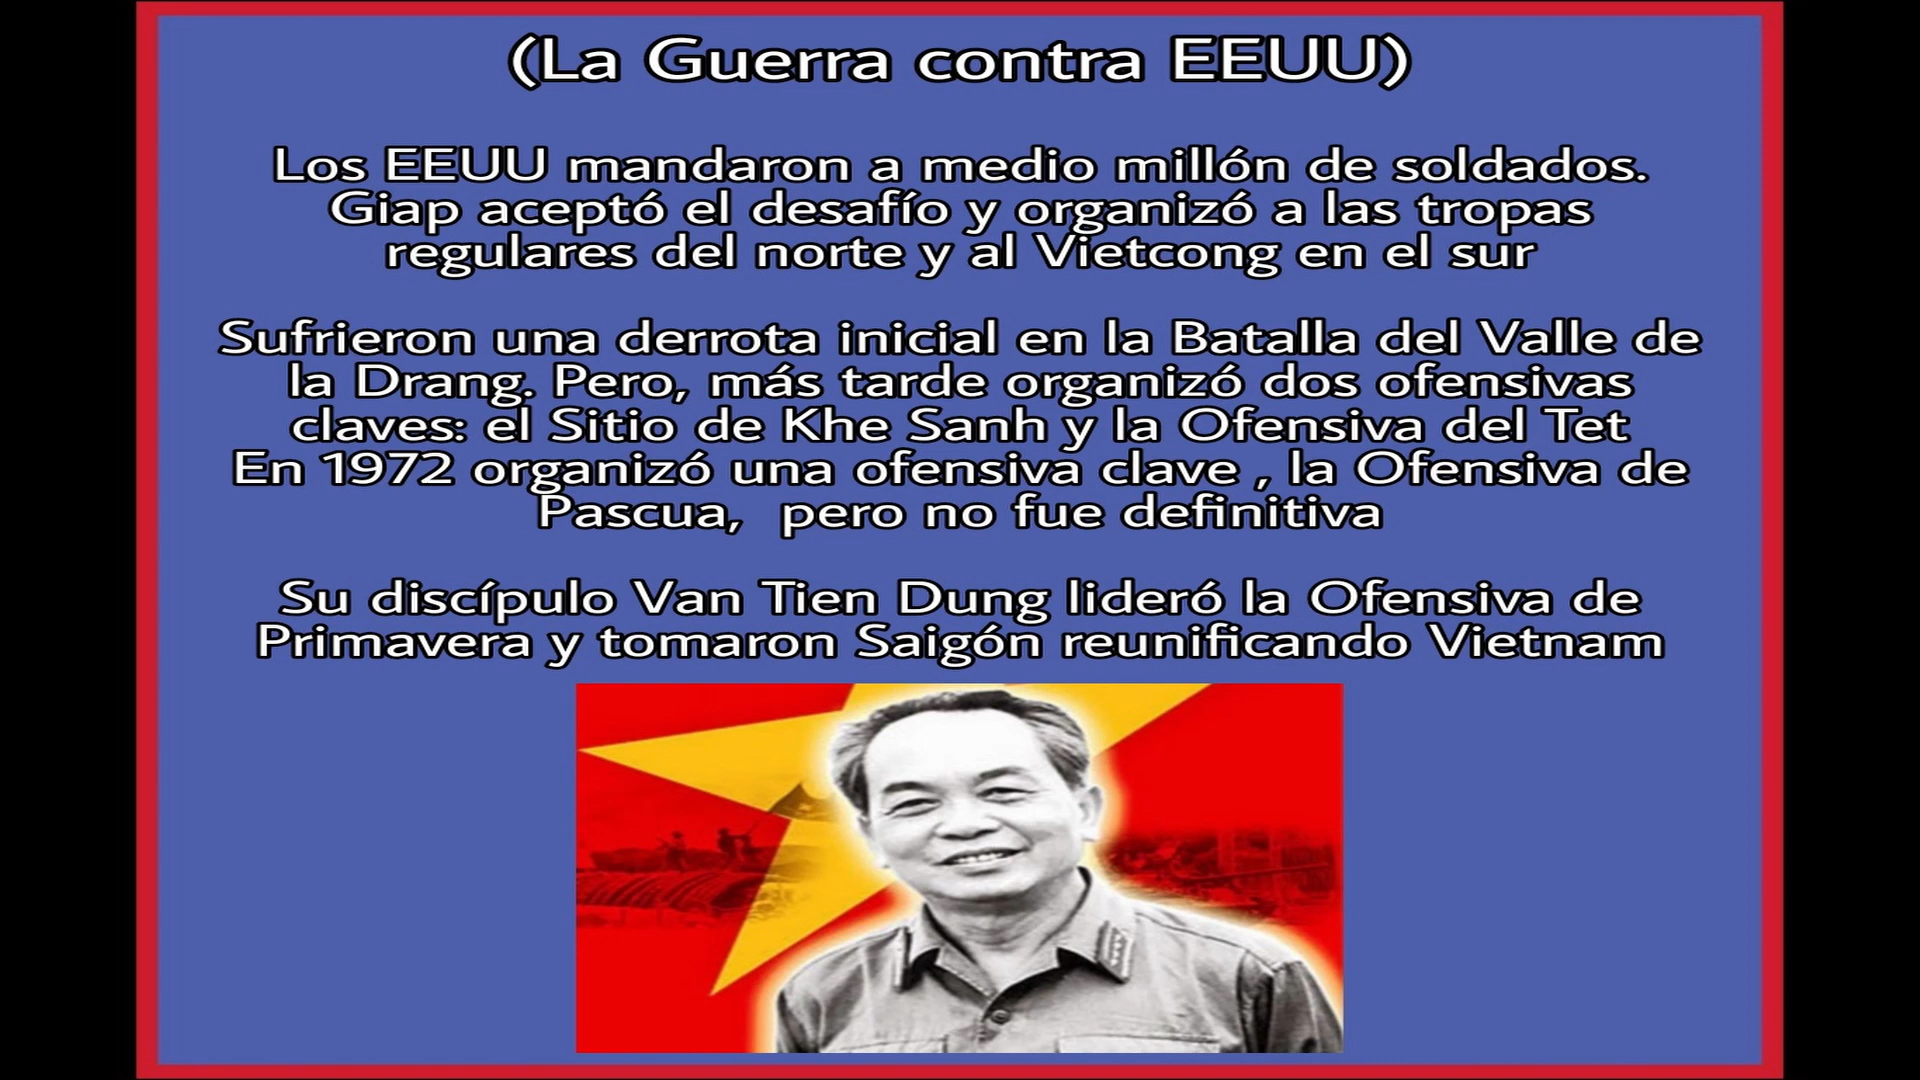 (La Guerra contra EEUU)
Los EEUU mandaron a medio millón de soldados.
Giap aceptó el desafío y organizó a las tropas
regulares del norte y al Vietcong en el sur
Sufrieron una derrota inicial en la Batalla del Valle de
la Drang. Pero, más tarde organizó dos ofensivas
claves: el Sitio de Khe Sanh y la Ofensiva del Tet
En 1972 organizó una ofensiva clave , la Ofensiva de
Pascua,  pero no fue definitiva
Su discípulo Van Tien Dung lideró la Ofensiva de
Primavera y tomaron Saigón reunificando Vietnam